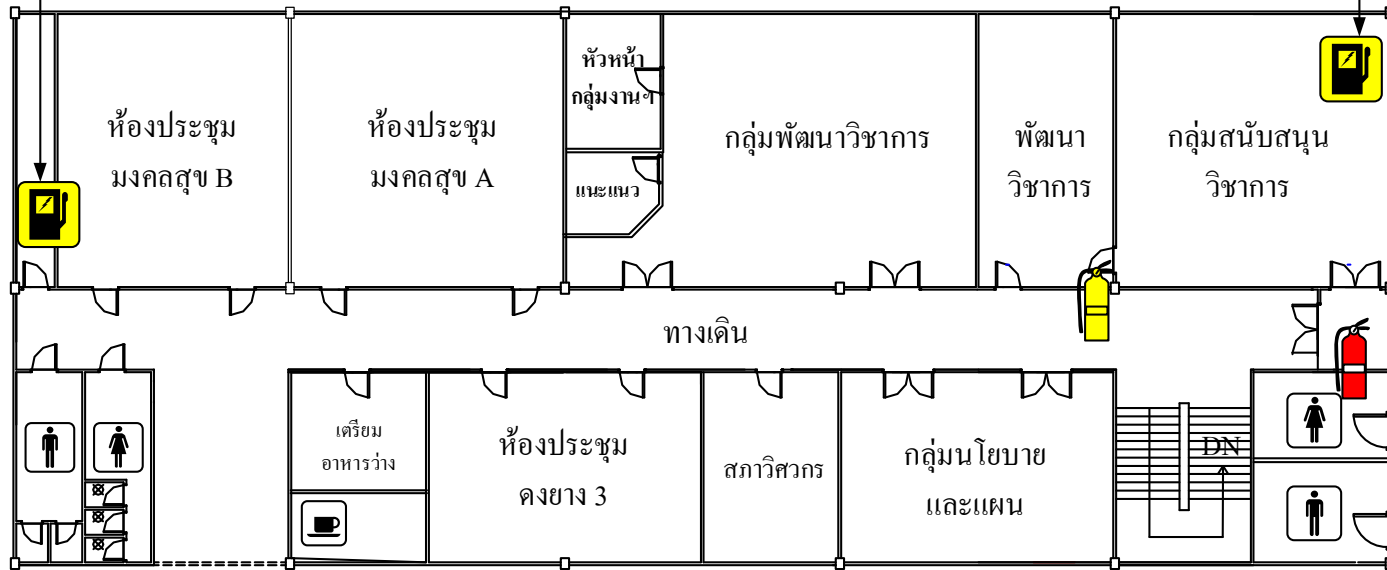 ห้องประชุม
มงคลสุข B
ห้องประชุม
มงคลสุข A
หัวหน้า
กลุ่มงานฯ
แนะแนว
กลุ่มพัฒนาวิชาการ
พัฒนา
วิชาการ
กลุ่มสนับสนุน
วิชาการ
ทางเดิน
เตรียม
อาหารว่าง
ห้องประชุม
ดงยาง 3
สภาวิศวกร
กลุ่มนโยบาย
และแผน
DN